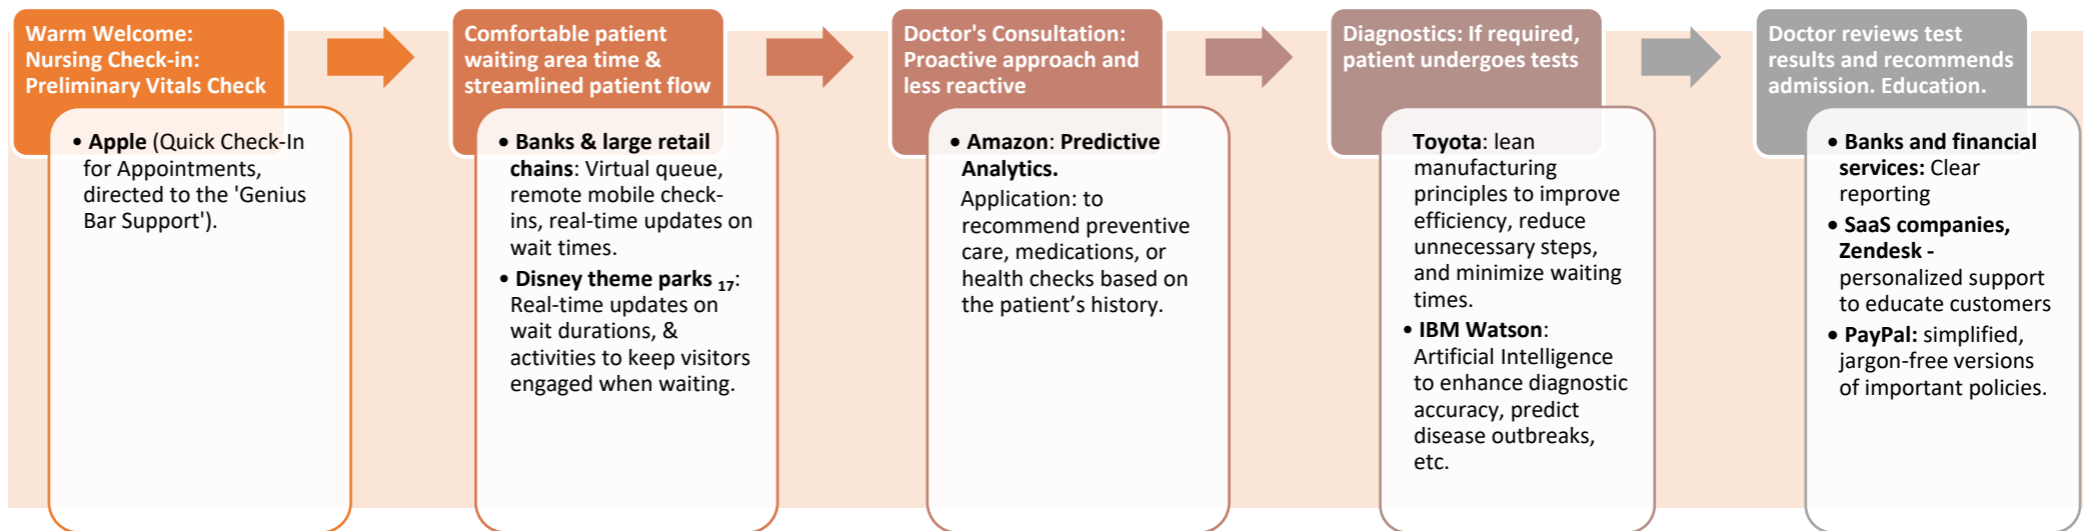 Warm Welcome:
Nursing Check-in:
Preliminary Vitals Check
• Apple (Quick Check-In
for Appointments,
directed to the 'Genius
Bar Support').
Comfortable patient
waiting area time &
streamlined patient flow
• Banks & large retail
chains: Virtual queue,
remote mobile check-
ins, real-time updates on
wait times.
• Disney theme parks 17:
Real-time updates on
wait durations, &
activities to keep visitors
engaged when waiting.
Doctor's Consultation:
Proactive approach and
less reactive
• Amazon: Predictive
Analytics.
Application: to
recommend preventive
care, medications, or
health checks based on
the patient’s history.
Diagnostics: If required,
patient undergoes tests
Toyota: lean
manufacturing
principles to improve
efficiency, reduce
unnecessary steps,
and minimize waiting
times.
• IBM Watson:
Artificial Intelligence
to enhance diagnostic
accuracy, predict
disease outbreaks,
etc.
Doctor reviews test
results and recommends
admission. Education.
• Banks and financial
services: Clear
reporting
• SaaS companies,
Zendesk -
personalized support
to educate customers
• PayPal: simplified,
jargon-free versions
of important policies.